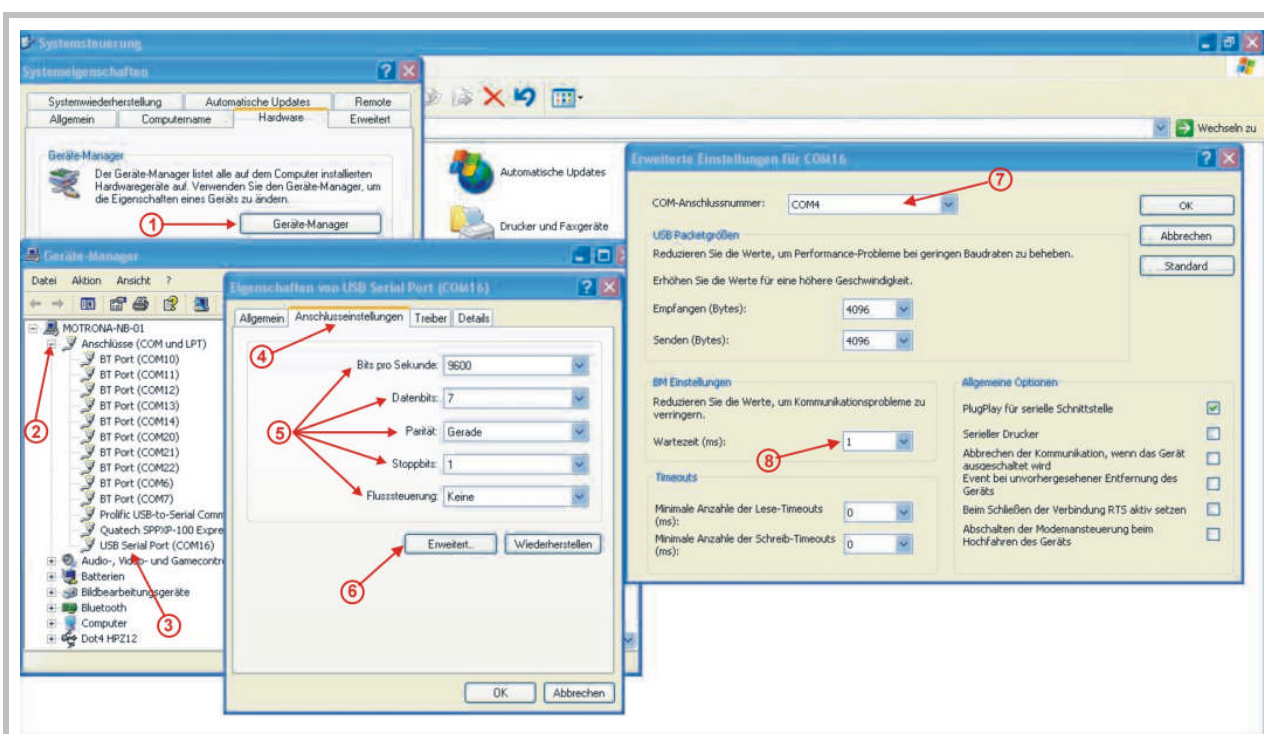 Systemsteuerung
Systemeigenschaften
Systemwiederherstellung Automatische Updates Remote
Allgemein Computername Hardware Erweitert
Geräte-Manager
Der Geräte-Manager listet alle auf dem Computer installierten
Hardwaregeräte auf. Verwenden Sie den Geräte-Manager, um
die Eigenschaften eines Geräts zu ändern.
1
Geräte-Manager
Wechseln zu
Automatische Updates
Drucker und Faxgeräte
Geräte-Manager
Datei Aktion Ansicht ?
MOTRONA-NB-01
Anschlüsse (COM und LPT)
BT Port (COM10)
BT Port (COM11)
BT Port (COM12)
BT Port (COM13)
BT Port (COM14)
BT Port (COM20)
BT Port (COM21)
BT Port (COM22)
BT Port (COM6)
BT Port (COM7)
Prolific USB-to-Serial Comm
Quatech SPPXP-100 Expre
USB Serial Port (COM16)
Audio-, Video- und Gamecontr
Batterien
Bildbearbeitungsgeräte
Bluetooth
Computer
Dot4 HPZ12
2
3
Eigenschaften von USB Serial Port (COM16)
Allgemein Anschlusseinstellungen Treiber Details
4
Bits pro Sekunde: 9600
Datenbits: 7
5
Parität: Gerade
Stoppbits: 1
Flusssteuerung: Keine
Erweitert... Wiederherstellen
6
OK Abbrechen
Erweiterte Einstellungen für COM16
7
COM-Anschlussnummer: COM4
OK
Abbrechen
Standard
USB Packetgrößen
Reduzieren Sie die Werte, um Performance-Probleme bei geringen Baudraten zu beheben.
Erhöhen Sie die Werte für eine höhere Geschwindigkeit.
Empfangen (Bytes): 4096
Senden (Bytes): 4096
BM Einstellungen
Reduzieren Sie die Werte, um Kommunikationsprobleme zu
verringern.
Wartezeit (ms): 1
8
Timeouts
Minimale Anzahle der Lese-Timeouts
(ms): 0
Minimale Anzahle der Schreib-Timeouts
(ms): 0
Allgemeine Optionen
PlugPlay für serielle Schnittstelle
Serieller Drucker
Abbrechen der Kommunikation, wenn das Gerät
ausgeschaltet wird
Event bei unvorhergesehener Entfernung des
Geräts
Beim Schließen der Verbindung RTS aktiv setzen
Abschalten der Modemansteuerung beim
Hochfahren des Geräts